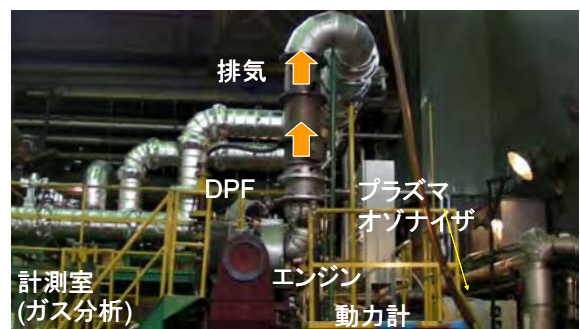 排気
DPF
プラズマ
オゾナイザ
エンジン
計測室
(ガス分析)
動力計